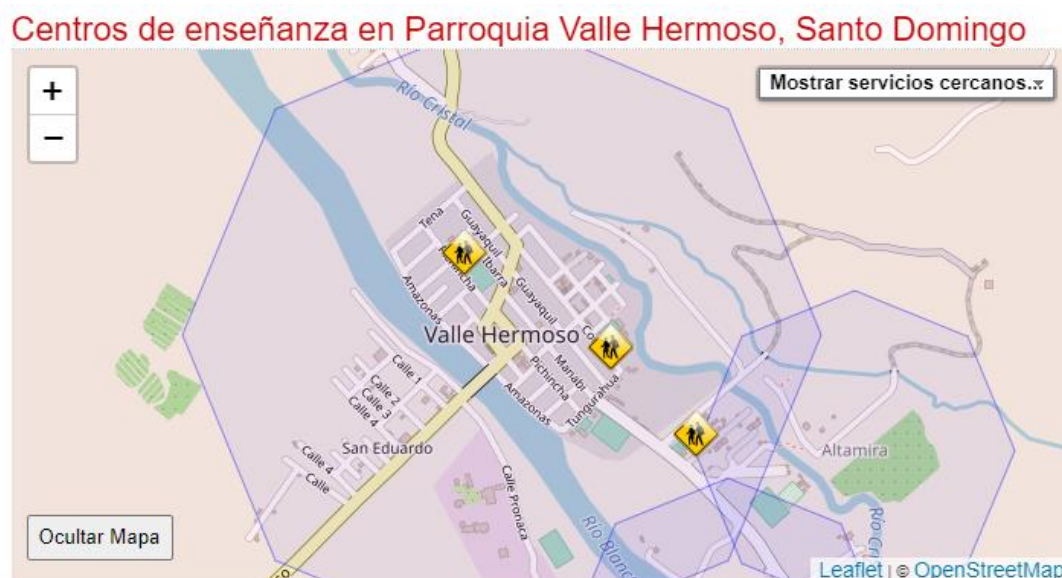 Centros de enseñanza en Parroquia Valle Hermoso, Santo Domingo
+
Mostrar servicios cercanos...
−
Río Cristal
Tena
Guayaquil
Ibarra
Pichincha
Amazonas
Guayaquil
Valle Hermoso
Calle 1
Pichincha
Manabí
Calle 2
Calle 3
Calle 4
Amazonas
Tungurahua
San Eduardo
Altamira
Calle 4
Calle
Calle Proriaca
Río Blanco
Ocultar Mapa
Leaflet | © OpenStreetMap